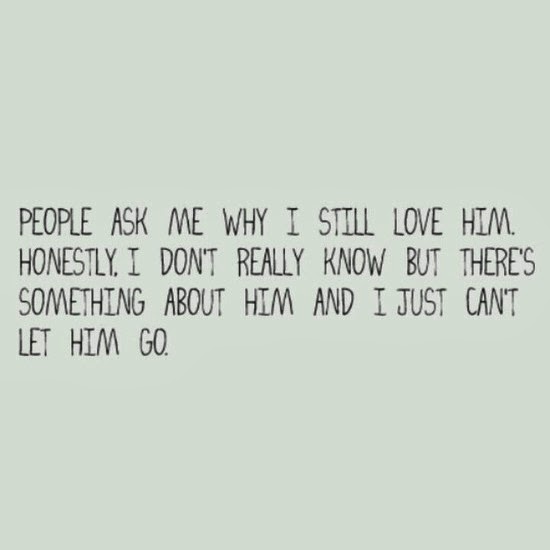 PEOPLE ASK ME WHY I STILL LOVE HIM.
HONESTLY, I DON'T REALLY KNOW BUT THERE'S
SOMETHING ABOUT HIM AND I JUST CAN'T
LET HIM GO.